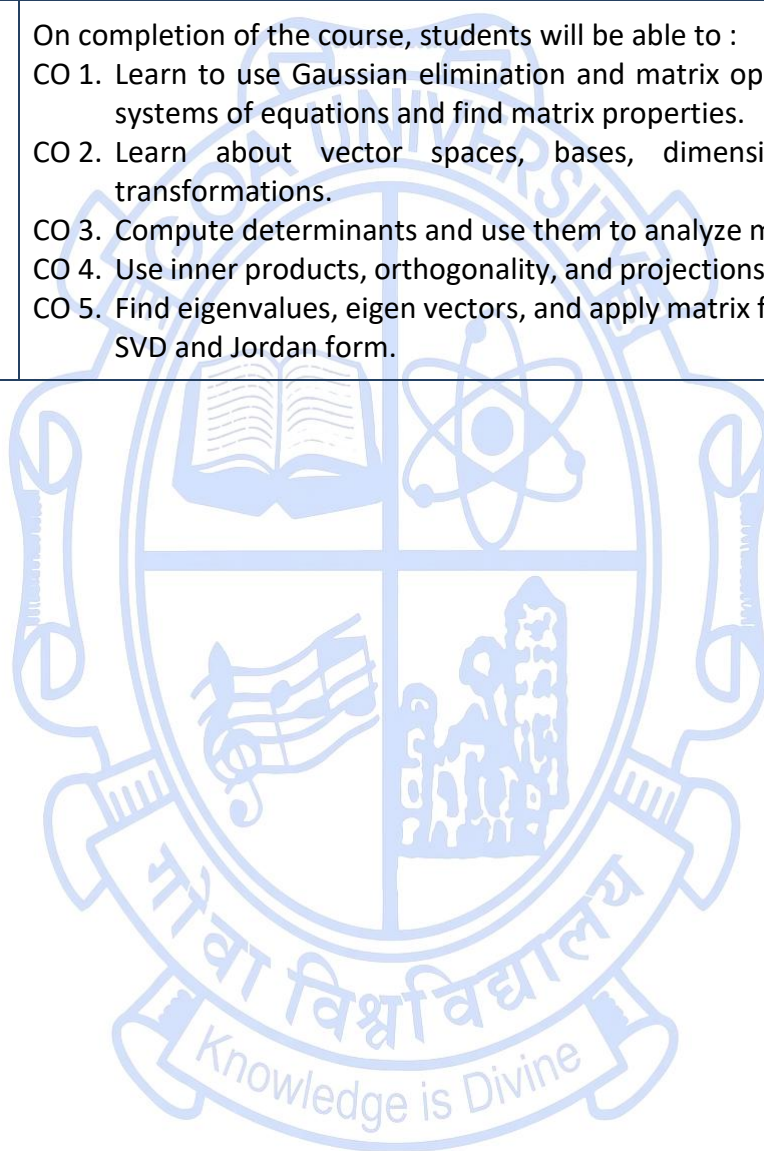 On completion of the course, students will be able to :
CO 1. Learn to use Gaussian elimination and matrix op
systems of equations and find matrix properties.
CO 2. Learn about vector spaces, bases, dimensi
transformations.
CO 3. Compute determinants and use them to analyze m
CO 4. Use inner products, orthogonality, and projections
CO 5. Find eigenvalues, eigen vectors, and apply matrix f
SVD and Jordan form.
GOA UNIVERSITY
गोंवा विश्वविद्यालय
Knowledge is Divine